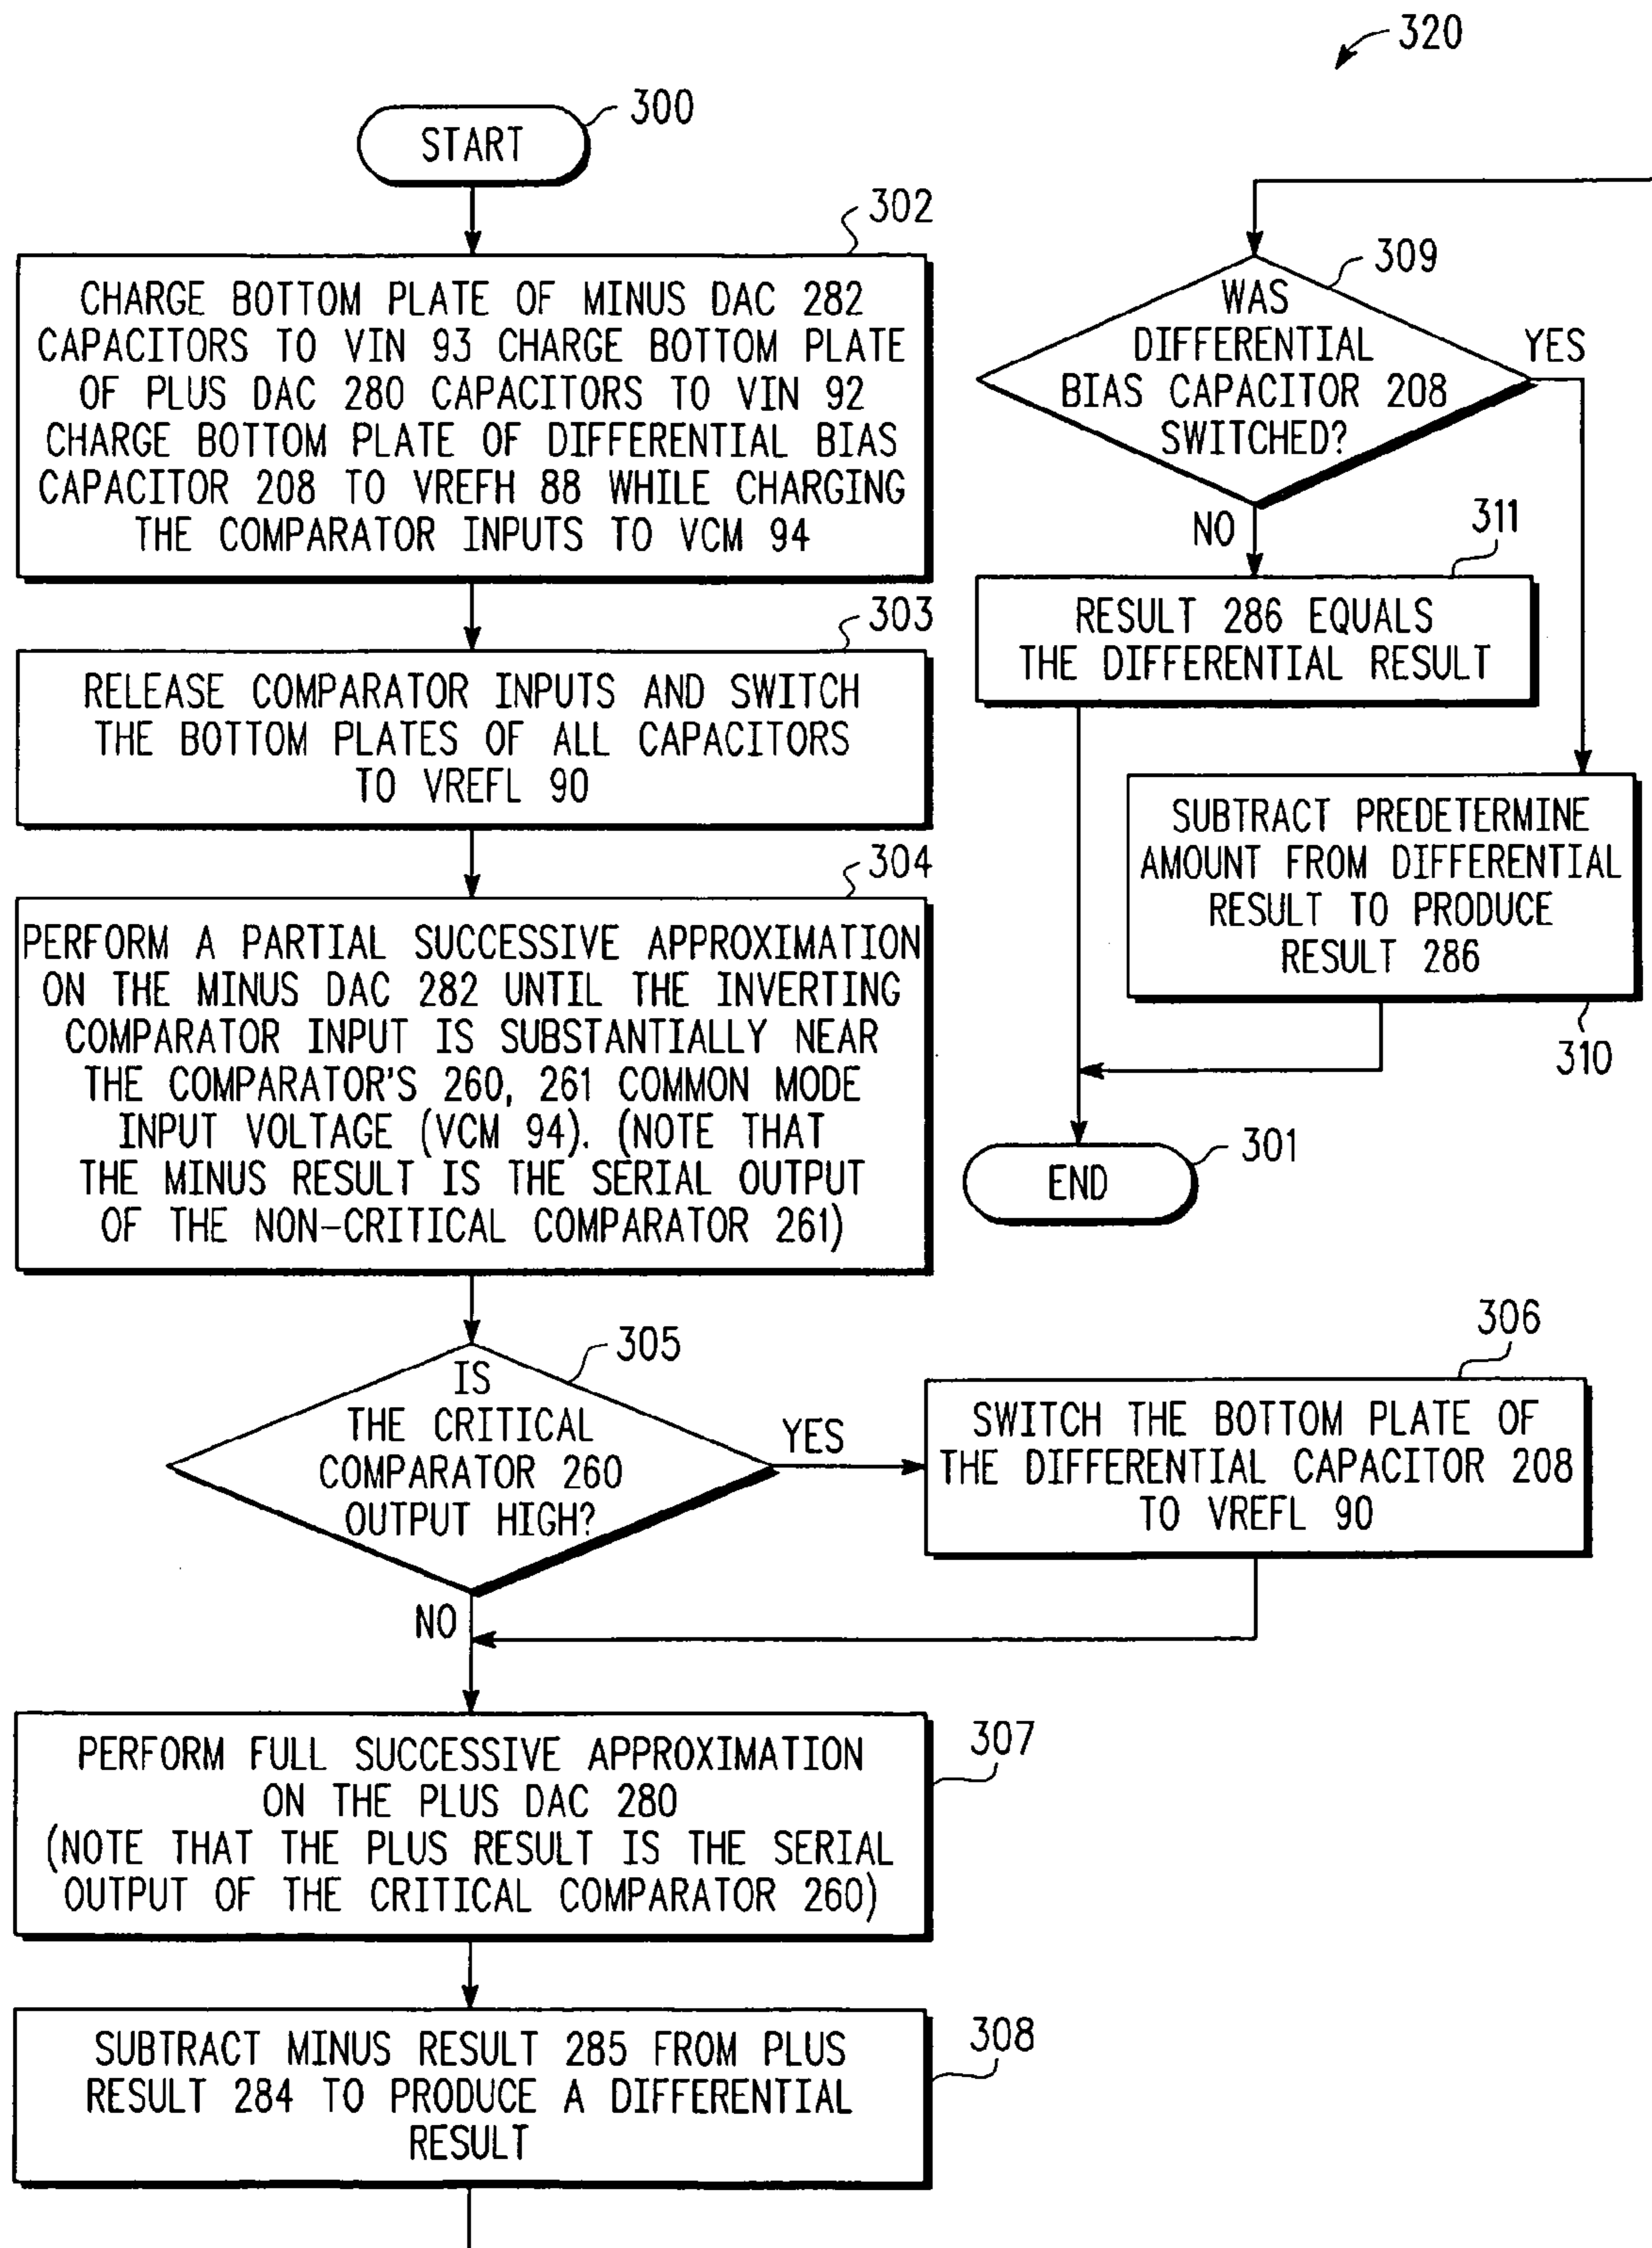 320
300
START
302
CHARGE BOTTOM PLATE OF MINUS DAC 282
CAPACITORS TO VIN 93 CHARGE BOTTOM PLATE
OF PLUS DAC 280 CAPACITORS TO VIN 92
CHARGE BOTTOM PLATE OF DIFFERENTIAL BIAS
CAPACITOR 208 TO VREFH 88 WHILE CHARGING
THE COMPARATOR INPUTS TO VCM 94
303
RELEASE COMPARATOR INPUTS AND SWITCH
THE BOTTOM PLATES OF ALL CAPACITORS
TO VREFL 90
304
PERFORM A PARTIAL SUCCESSIVE APPROXIMATION
ON THE MINUS DAC 282 UNTIL THE INVERTING
COMPARATOR INPUT IS SUBSTANTIALLY NEAR
THE COMPARATOR'S 260, 261 COMMON MODE
INPUT VOLTAGE (VCM 94). (NOTE THAT
THE MINUS RESULT IS THE SERIAL OUTPUT
OF THE NON-CRITICAL COMPARATOR 261)
305
IS
THE CRITICAL
COMPARATOR 260
OUTPUT HIGH?
YES
NO
306
SWITCH THE BOTTOM PLATE OF
THE DIFFERENTIAL CAPACITOR 208
TO VREFL 90
307
PERFORM FULL SUCCESSIVE APPROXIMATION
ON THE PLUS DAC 280
(NOTE THAT THE PLUS RESULT IS THE SERIAL
OUTPUT OF THE CRITICAL COMPARATOR 260)
308
SUBTRACT MINUS RESULT 285 FROM PLUS
RESULT 284 TO PRODUCE A DIFFERENTIAL
RESULT
309
WAS
DIFFERENTIAL
BIAS CAPACITOR 208
SWITCHED?
YES
NO
311
RESULT 286 EQUALS
THE DIFFERENTIAL RESULT
SUBTRACT PREDETERMINE
AMOUNT FROM DIFFERENTIAL
RESULT TO PRODUCE
RESULT 286
310
301
END